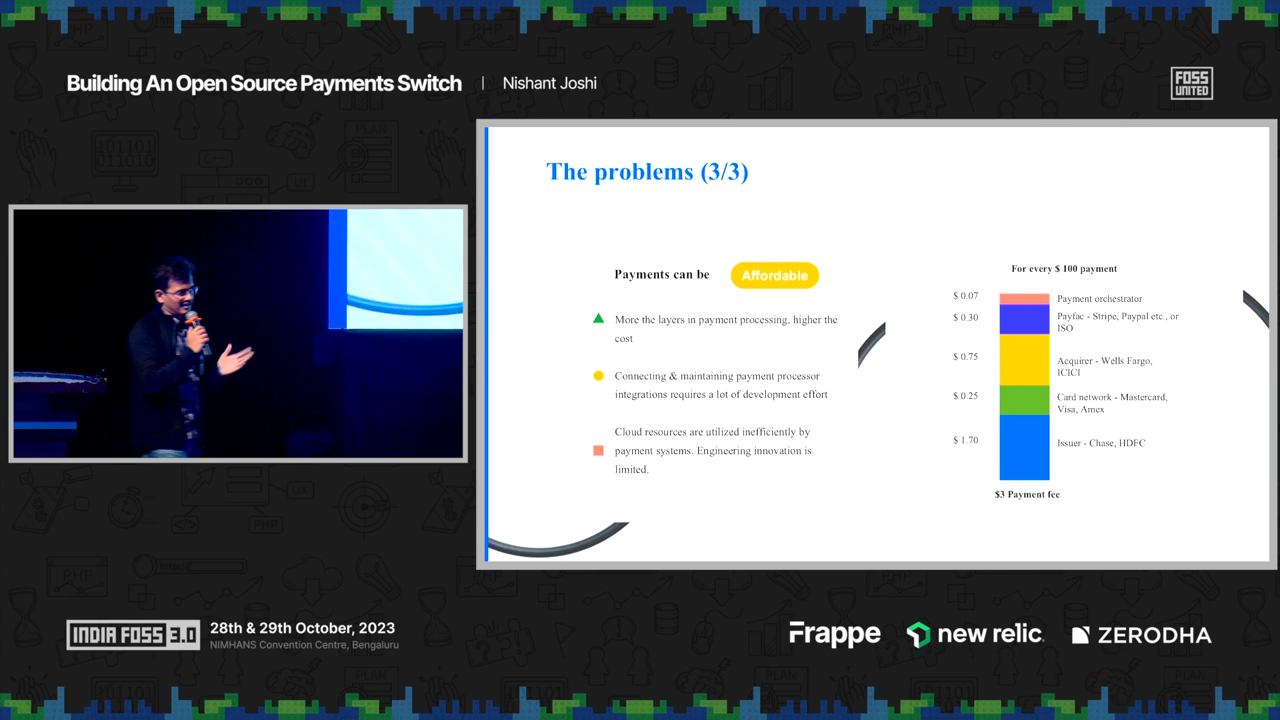 Building An Open Source Payments Switch | Nishant Joshi
FOSS
UNITED
The problems (3/3)
Payments can be Affordable
More the layers in payment processing, higher the
cost
Connecting & maintaining payment processor
integrations requires a lot of development effort
Cloud resources are utilized inefficiently by
payment systems. Engineering innovation is
limited.
For every $ 100 payment
$ 0.07 Payment orchestrator
$ 0.30 Payfac - Stripe, Paypal etc., or
ISO
$ 0.75 Acquirer - Wells Fargo,
ICICI
$ 0.25 Card network - Mastercard,
Visa, Amex
$ 1.70 Issuer - Chase, HDFC
$3 Payment fee
INDIA FOSS 3.0
28th & 29th October, 2023
NIMHANS Convention Centre, Bengaluru
Frappe
new relic
ZERODHA